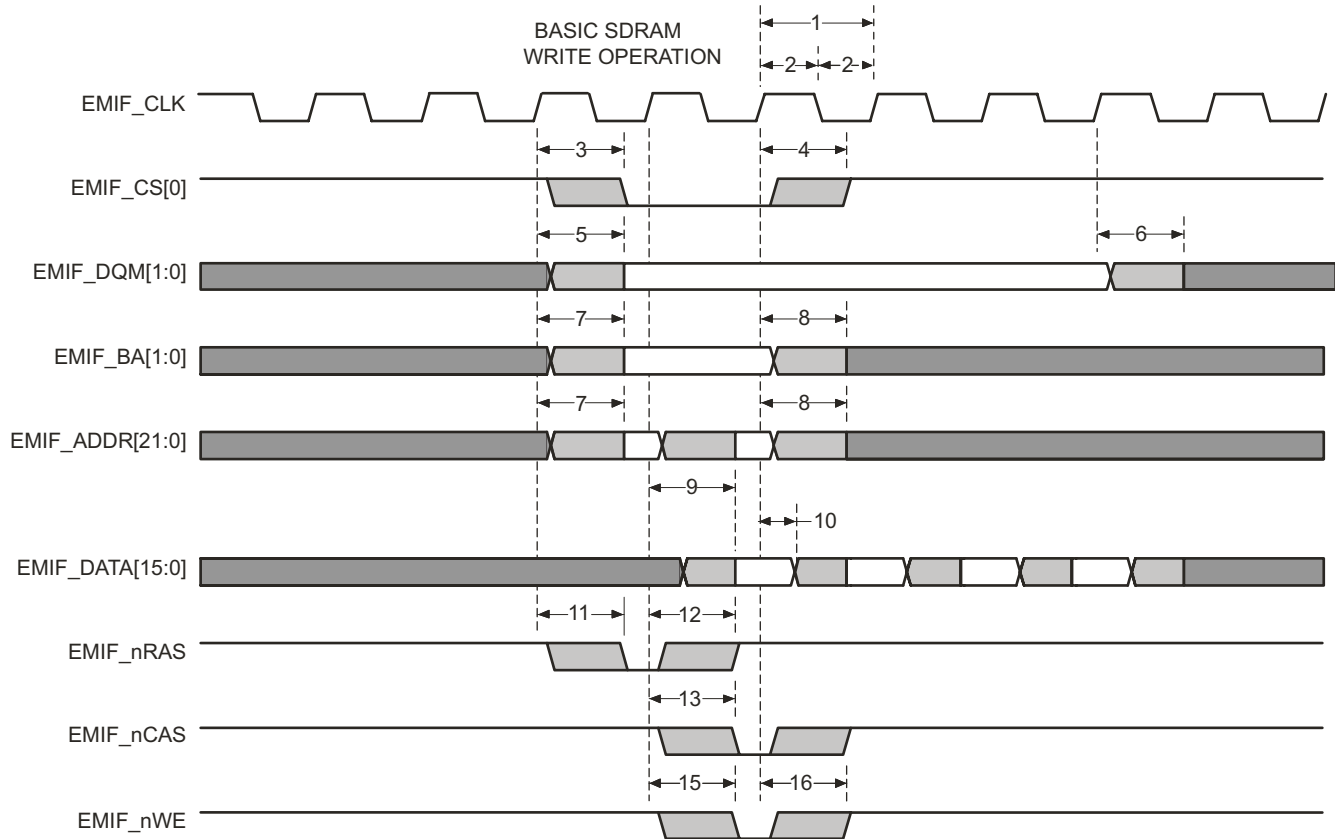 BASIC SDRAM
WRITE OPERATION
1
2 2
EMIF_CLK
3 4
EMIF_CS[0]
5 6
EMIF_DQM[1:0]
7 8
EMIF_BA[1:0]
7 8
EMIF_ADDR[21:0]
9
10
EMIF_DATA[15:0]
11 12
EMIF_nRAS
13
EMIF_nCAS
15 16
EMIF_nWE